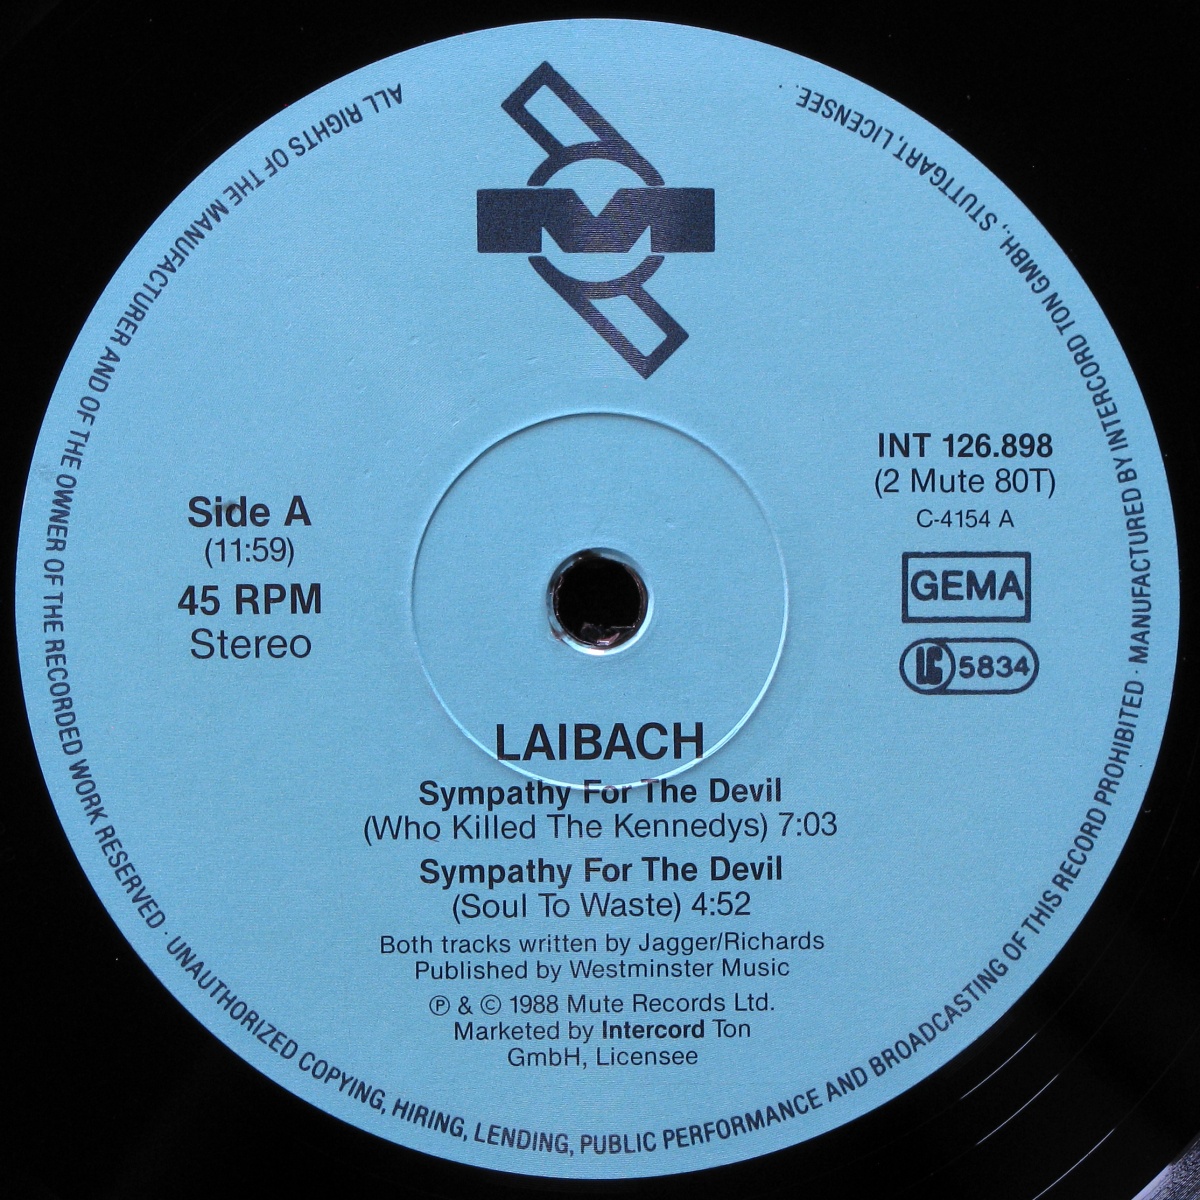 M
Side A
(11:59)
45 RPM
Stereo
INT 126.898
(2 Mute 80T)
C-4154 A
GEMA
LC 5834
LAIBACH
Sympathy For The Devil
(Who Killed The Kennedys) 7:03
Sympathy For The Devil
(Soul To Waste) 4:52
Both tracks written by Jagger/Richards
Published by Westminster Music
℗ & © 1988 Mute Records Ltd.
Marketed by Intercord Ton
GmbH, Licensee
ALL RIGHTS OF THE MANUFACTURER AND OF THE OWNER OF THE RECORDED WORK RESERVED · UNAUTHORIZED COPYING, HIRING, LENDING, PUBLIC PERFORMANCE AND BROADCASTING OF THIS RECORD PROHIBITED · MANUFACTURED BY INTERCORD TON GMBH, STUTTGART, LICENSEE.